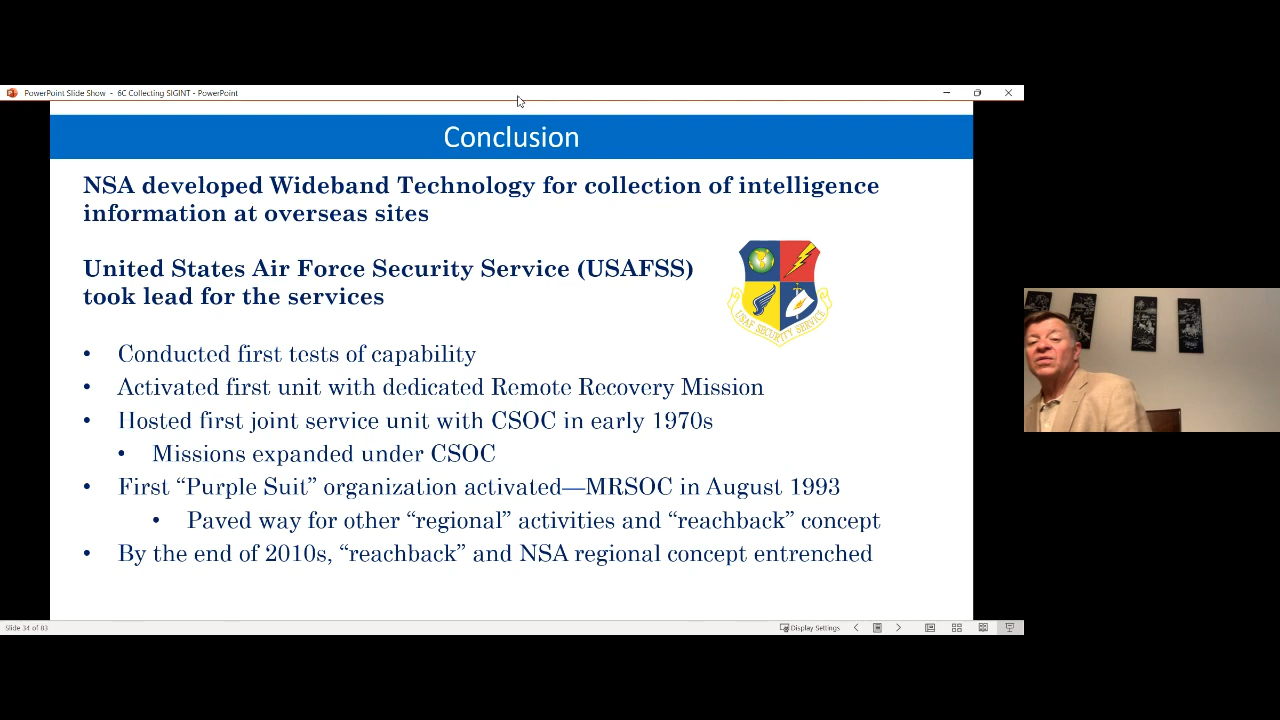 PowerPoint Slide Show - 6C Collecting SIGINT - PowerPoint
Conclusion
NSA developed Wideband Technology for collection of intelligence
information at overseas sites
United States Air Force Security Service (USAFSS)
took lead for the services
USAF SECURITY SERVICE
• Conducted first tests of capability
• Activated first unit with dedicated Remote Recovery Mission
• Hosted first joint service unit with CSOC in early 1970s
• Missions expanded under CSOC
• First “Purple Suit” organization activated—MRSOC in August 1993
• Paved way for other “regional” activities and “reachback” concept
• By the end of 2010s, “reachback” and NSA regional concept entrenched
Slide 34 of 83
Display Settings